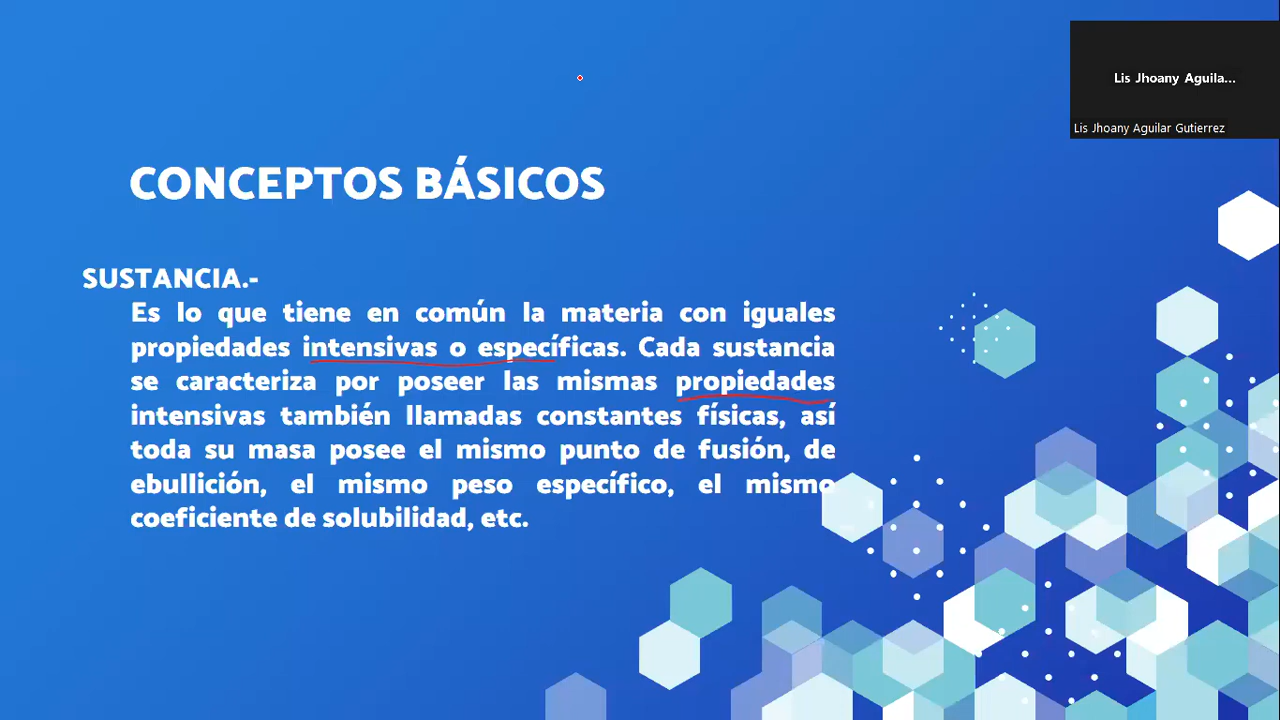 Lis Jhoany Aguila...
Lis Jhoany Aguilar Gutierrez
CONCEPTOS BÁSICOS
SUSTANCIA.-
Es lo que tiene en común la materia con iguales
propiedades intensivas o específicas. Cada sustancia
se caracteriza por poseer las mismas propiedades
intensivas también llamadas constantes físicas, así
toda su masa posee el mismo punto de fusión, de
ebullición, el mismo peso específico, el mismo
coeficiente de solubilidad, etc.